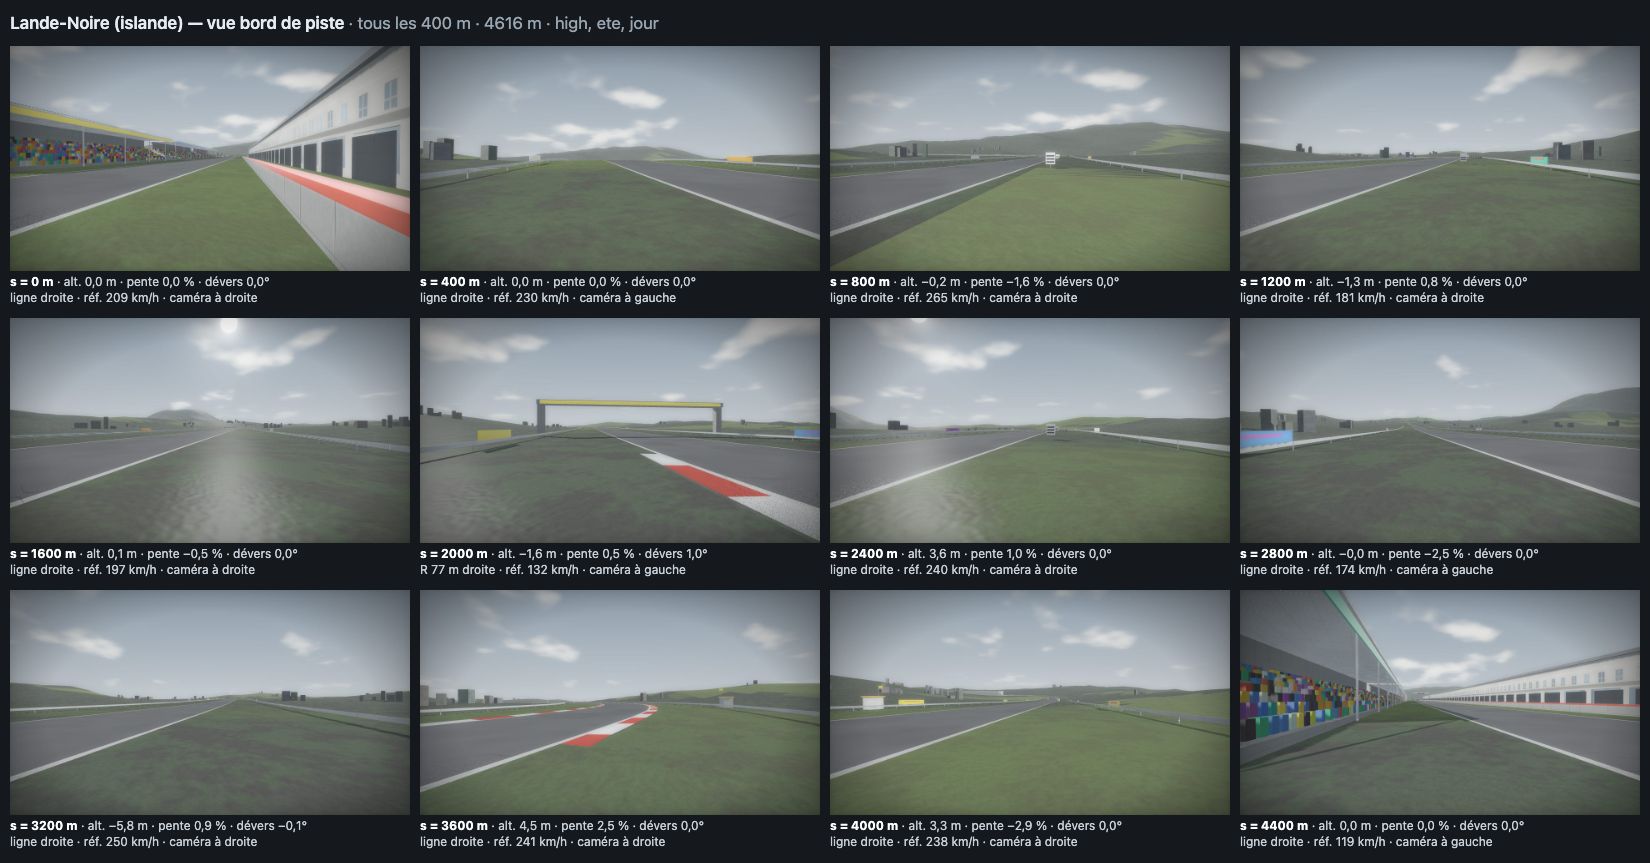 Lande-Noire (islande) — vue bord de piste · tous les 400 m · 4616 m · high, ete, jour
s = 0 m · alt. 0,0 m · pente 0,0 % · dévers 0,0°
ligne droite · réf. 209 km/h · caméra à droite
s = 400 m · alt. 0,0 m · pente 0,0 % · dévers 0,0°
ligne droite · réf. 230 km/h · caméra à gauche
s = 800 m · alt. −0,2 m · pente −1,6 % · dévers 0,0°
ligne droite · réf. 265 km/h · caméra à droite
s = 1200 m · alt. −1,3 m · pente 0,8 % · dévers 0,0°
ligne droite · réf. 181 km/h · caméra à droite
s = 1600 m · alt. 0,1 m · pente −0,5 % · dévers 0,0°
ligne droite · réf. 197 km/h · caméra à droite
s = 2000 m · alt. −1,6 m · pente 0,5 % · dévers 1,0°
R 77 m droite · réf. 132 km/h · caméra à gauche
s = 2400 m · alt. 3,6 m · pente 1,0 % · dévers 0,0°
ligne droite · réf. 240 km/h · caméra à droite
s = 2800 m · alt. −0,0 m · pente −2,5 % · dévers 0,0°
ligne droite · réf. 174 km/h · caméra à gauche
s = 3200 m · alt. −5,8 m · pente 0,9 % · dévers −0,1°
ligne droite · réf. 250 km/h · caméra à droite
s = 3600 m · alt. 4,5 m · pente 2,5 % · dévers 0,0°
ligne droite · réf. 241 km/h · caméra à droite
s = 4000 m · alt. 3,3 m · pente −2,9 % · dévers 0,0°
ligne droite · réf. 238 km/h · caméra à droite
s = 4400 m · alt. 0,0 m · pente 0,0 % · dévers 0,0°
ligne droite · réf. 119 km/h · caméra à gauche